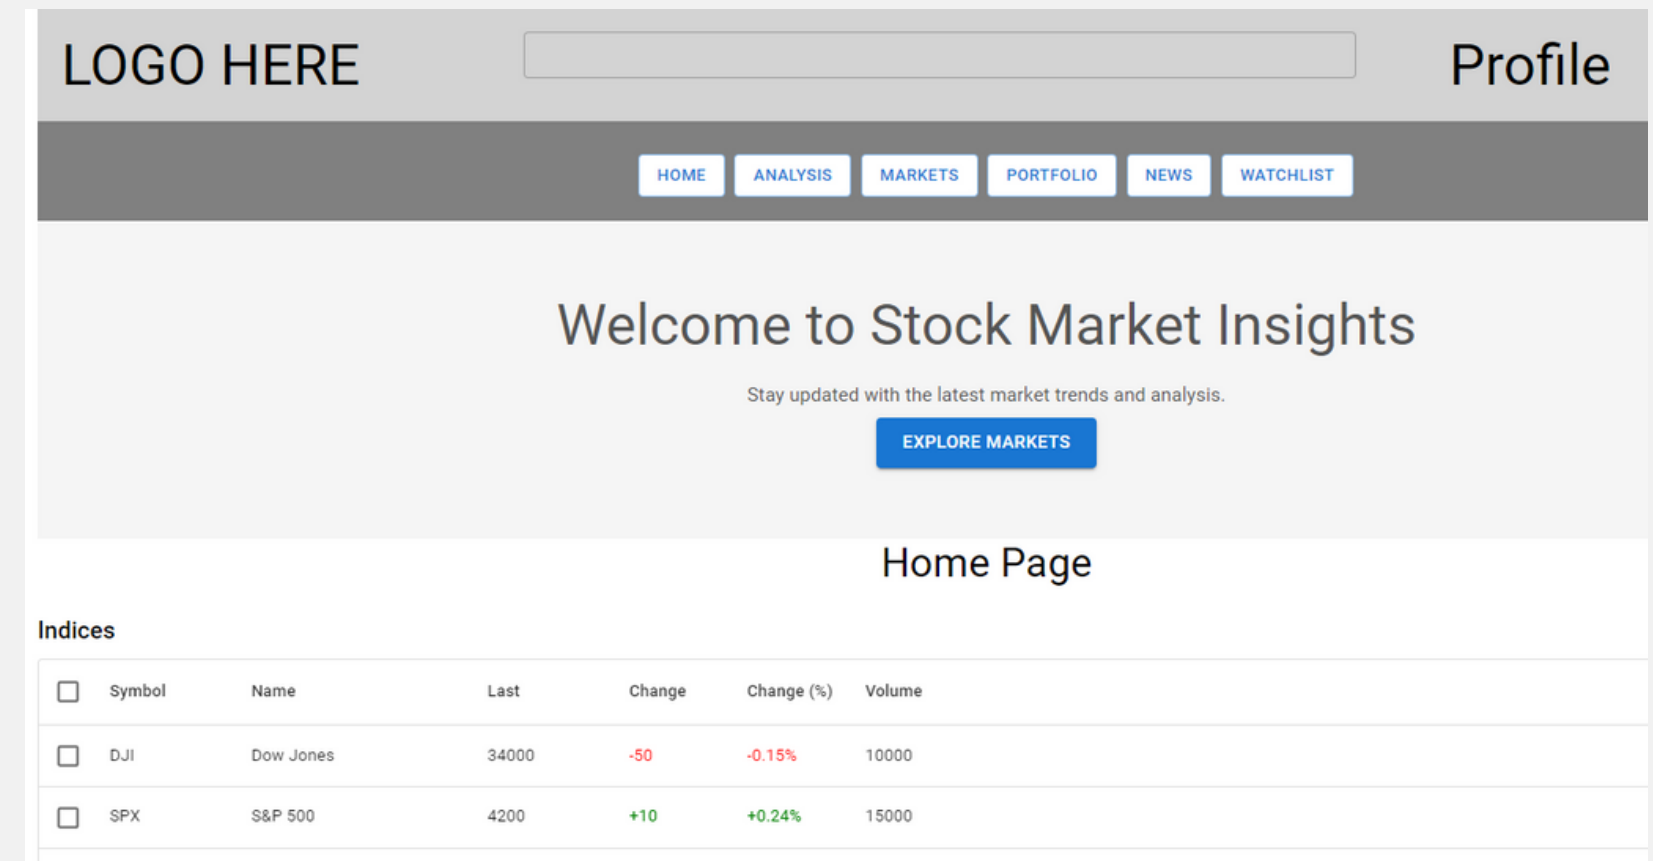 LOGO HERE Profile
HOME ANALYSIS MARKETS PORTFOLIO NEWS WATCHLIST
Welcome to Stock Market Insights
Stay updated with the latest market trends and analysis.
EXPLORE MARKETS
Home Page
Indices
Symbol Name Last Change Change (%) Volume
DJI Dow Jones 34000 -50 -0.15% 10000
SPX S&P 500 4200 +10 +0.24% 15000